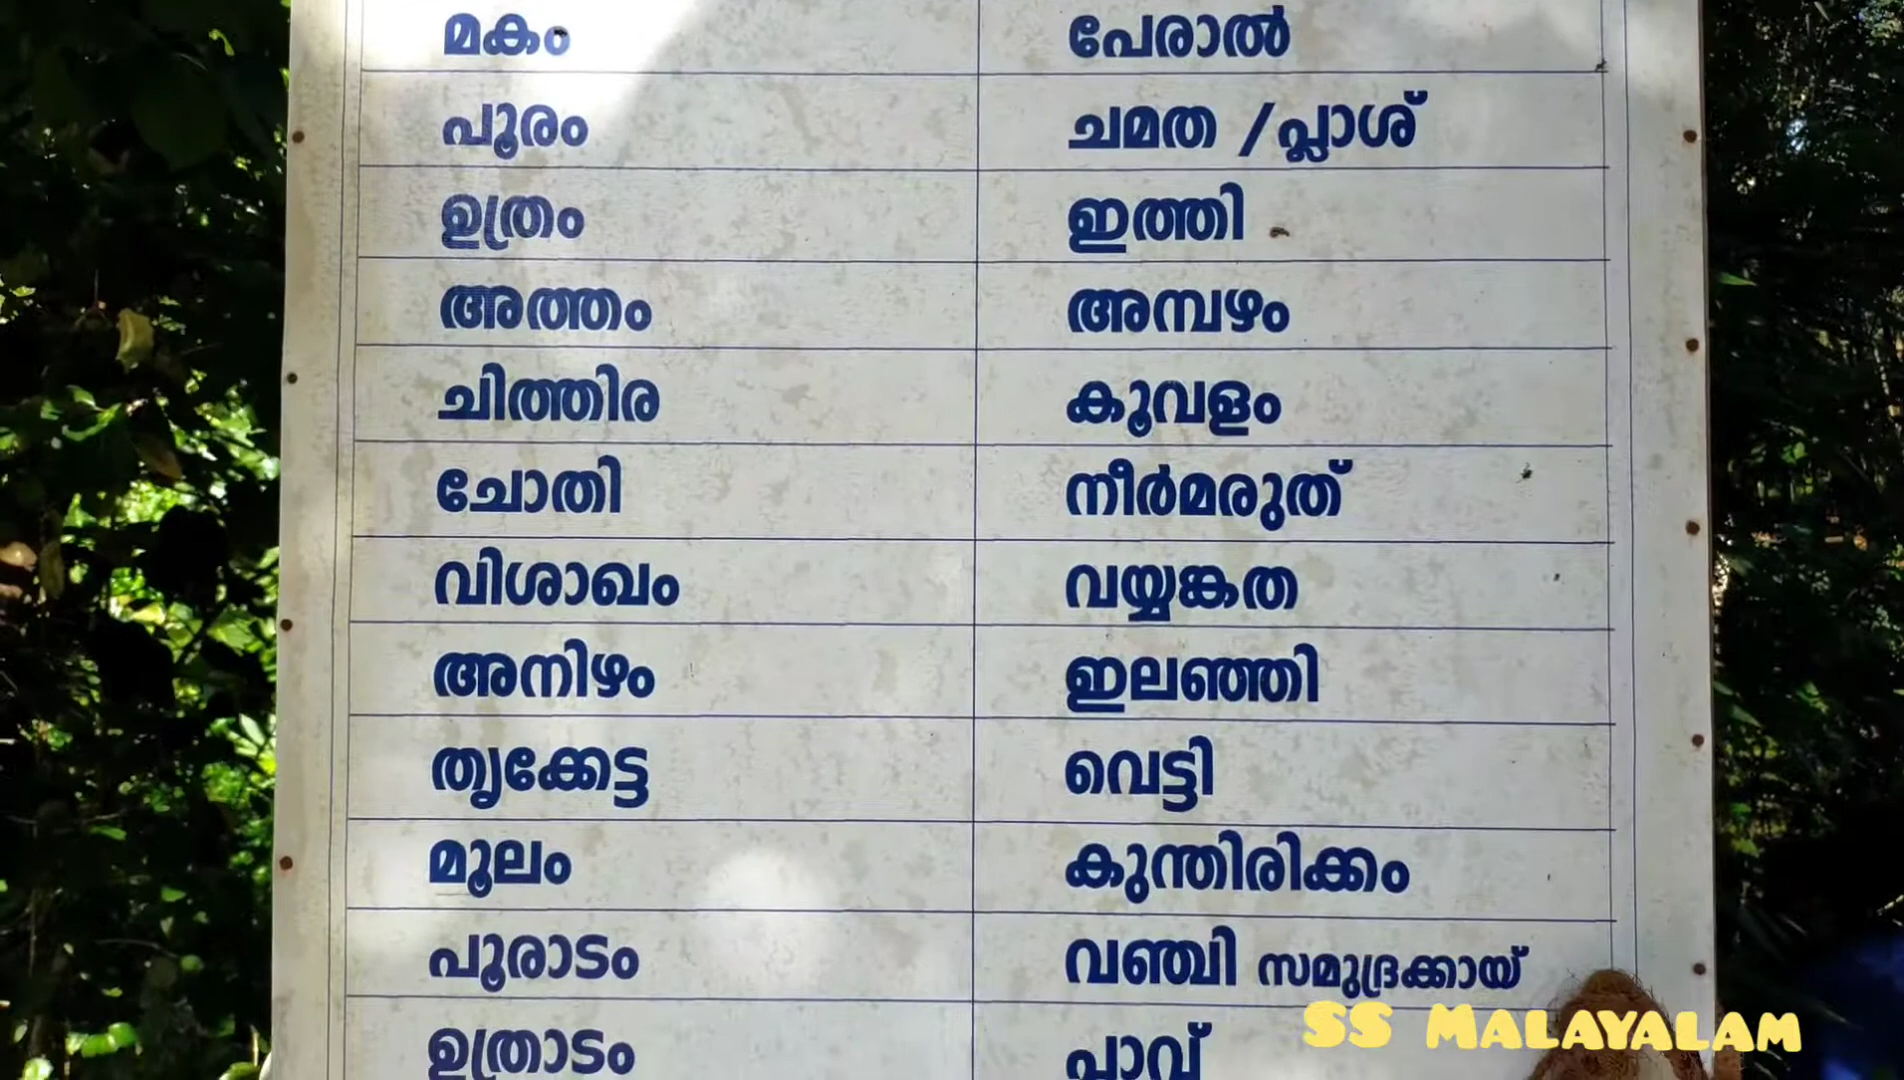 മകം പേരാൽ
പൂരം ചമത /പ്ലാശ്
ഉത്രം ഇത്തി
അത്തം അമ്പഴം
ചിത്തിര കൂവളം
ചോതി നീർമരുത്
വിശാഖം വയ്യങ്കത
അനിഴം ഇലഞ്ഞി
തൃക്കേട്ട വെട്ടി
മൂലം കുന്തിരിക്കം
പൂരാടം വഞ്ചി സമുദ്രക്കായ്
ഉത്രാടം പ്ലാവ്
SS MALAYALAM